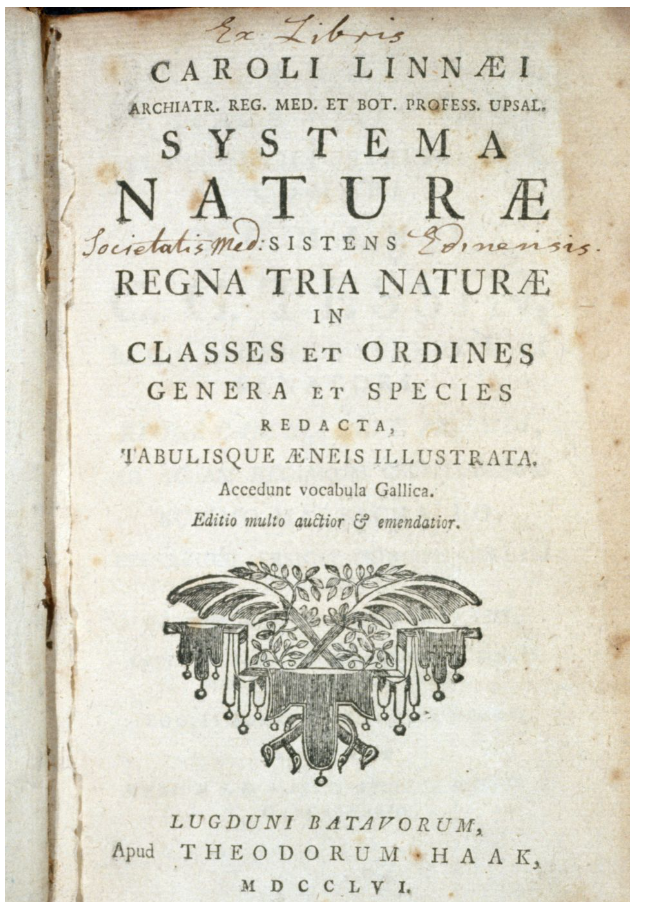 Ex Libris
CAROLI LINNÆI
ARCHIATR. REG. MED. ET BOT. PROFESS. UPSAL.
SYSTEMA
NATURÆ
Societatis Med: SISTENS Edinensis.
REGNA TRIA NATURÆ
IN
CLASSES ET ORDINES
GENERA ET SPECIES
REDACTA,
TABULISQUE ÆNEIS ILLUSTRATA.
Accedunt vocabula Gallica.
Editio multo auctior & emendatior.
LUGDUNI BATAVORUM,
Apud THEODORUM HAAK,
MDCCLVI.